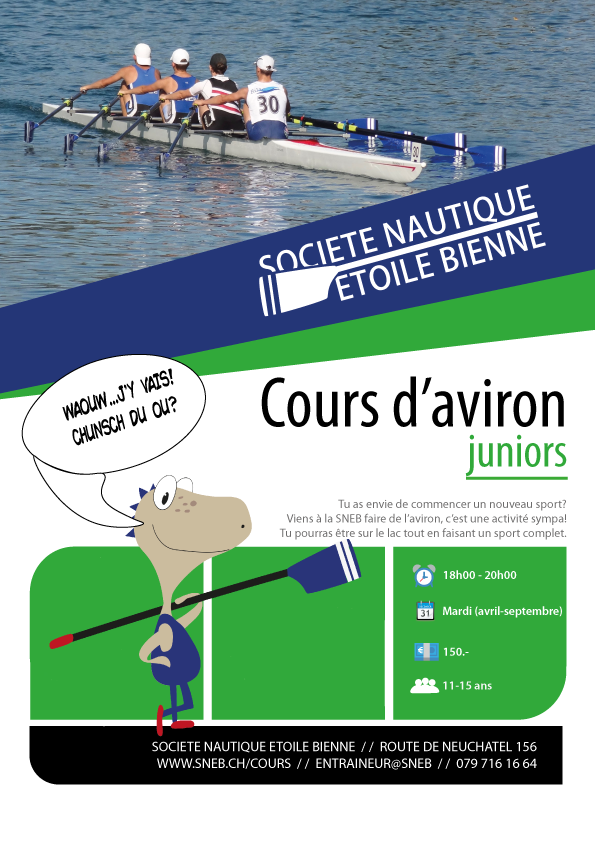 30
30
SOCIETE NAUTIQUE
ETOILE BIENNE
WAOUW...J'Y VAIS!
CHUNSCH DU OU?
Cours d'aviron
juniors
Tu as envie de commencer un nouveau sport?
Viens à la SNEB faire de l'aviron, c'est une activité sympa!
Tu pourras être sur le lac tout en faisant un sport complet.
18h00 - 20h00
31
Mardi (avril-septembre)
150.-
11-15 ans
SOCIETE NAUTIQUE ETOILE BIENNE // ROUTE DE NEUCHATEL 156
WWW.SNEB.CH/COURS // ENTRAINEUR@SNEB // 079 716 16 64